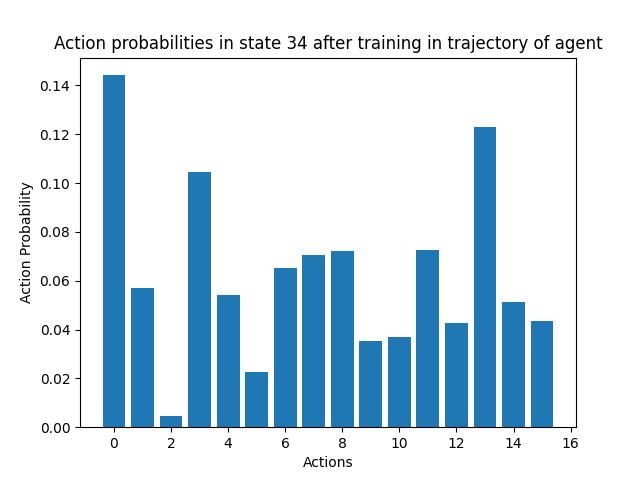 Action probabilities in state 34 after training in trajectory of agent
0.14
0.12
0.10
0.08
0.06
0.04
0.02
0.00
Action Probability
0 2 4 6 8 10 12 14 16
Actions